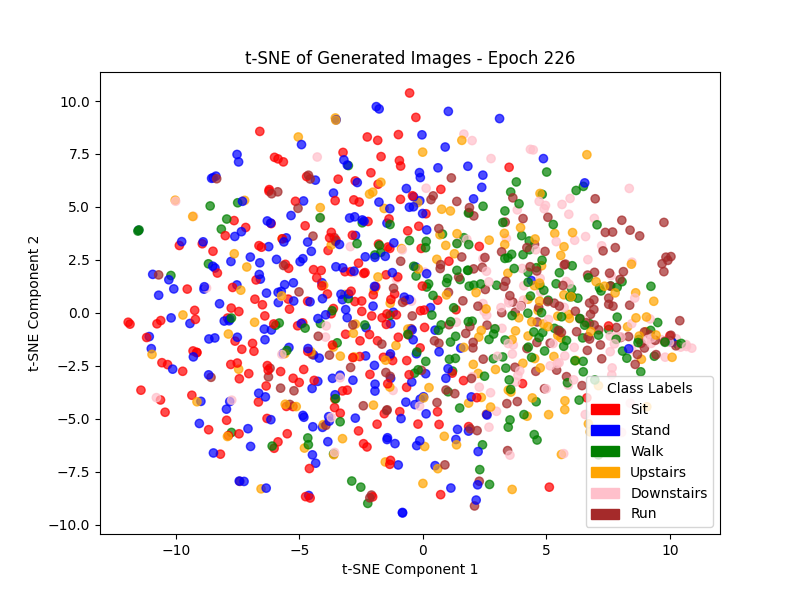 t-SNE of Generated Images - Epoch 226
t-SNE Component 2
10.0
7.5
5.0
2.5
0.0
−2.5
−5.0
−7.5
−10.0
Class Labels
Sit
Stand
Walk
Upstairs
Downstairs
Run
−10
−5
0
5
10
t-SNE Component 1